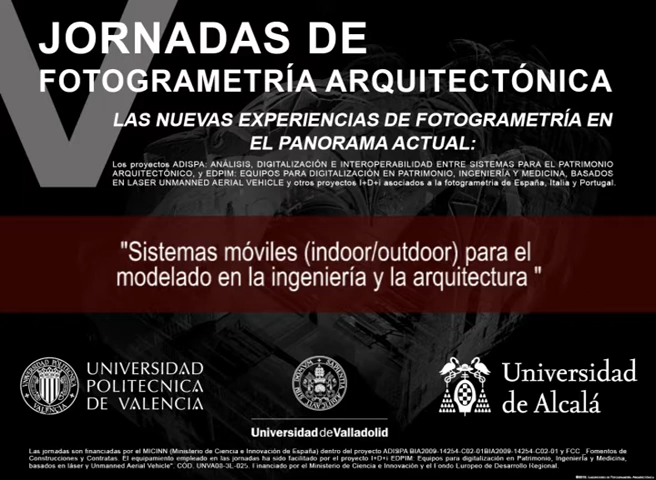 V
JORNADAS DE
FOTOGRAMETRÍA ARQUITECTÓNICA
LAS NUEVAS EXPERIENCIAS DE FOTOGRAMETRÍA EN
EL PANORAMA ACTUAL:
Los proyectos ADISPA: ANÁLISIS, DIGITALIZACIÓN E INTEROPERABILIDAD ENTRE SISTEMAS PARA EL PATRIMONIO
ARQUITECTÓNICO, y EDPIM: EQUIPOS PARA DIGITALIZACIÓN EN PATRIMONIO, INGENIERÍA Y MEDICINA, BASADOS
EN LASER UNMANNED AERIAL VEHICLE y otros proyectos I+D+i asociados a la fotogrametria de España, Italia y Portugal.
"Sistemas móviles (indoor/outdoor) para el
modelado en la ingeniería y la arquitectura "
UNIVERSIDAD
POLITECNICA
DE VALENCIA
Universidad de Valladolid
Universidad
de Alcalá
Las jornadas son financiadas por el MICINN (Ministerio de Ciencia e Innovación de España) dentro del proyecto ADISPA BIA2009-14254-C02-01BIA2009-14254-C02-01 y FCC _Fomentos de
Construcciones y Contratas. El equipamiento empleado en las jornadas ha sido facilitado por el proyecto I+D+i EDPIM: Equipos para digitalización en Patrimonio, Ingeniería y Medicina,
basados en láser y Unmanned Aerial Vehicle". COD. UNVA08-3E-025. Financiado por el Ministerio de Ciencia e Innovación y el Fondo Europeo de Desarrollo Regional.